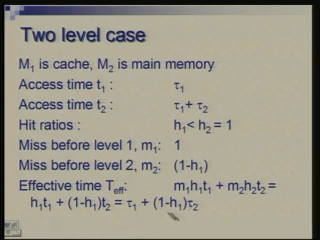 Two level case
M₁ is cache, M₂ is main memory
Access time t₁ : τ₁
Access time t₂ : τ₁+ τ₂
Hit ratios : h₁< h₂ = 1
Miss before level 1, m₁: 1
Miss before level 2, m₂: (1-h₁)
Effective time T_eff: m₁h₁t₁ + m₂h₂t₂ =
h₁t₁ + (1-h₁)t₂ = τ₁ + (1-h₁)τ₂